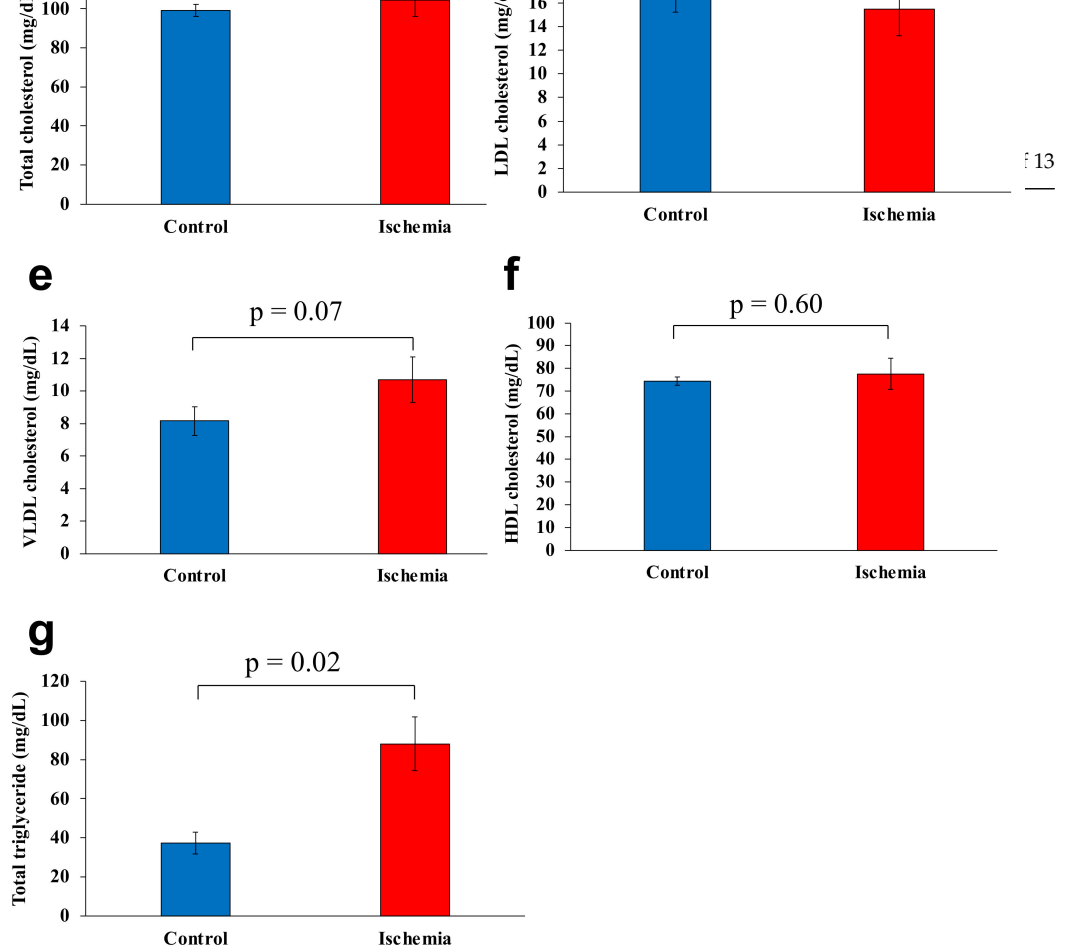 100
80
60
40
20
0
Total cholesterol (mg/d
Control
Ischemia
16
14
12
10
8
6
4
2
0
LDL cholesterol (mg/
Control
Ischemia
13
e
p = 0.07
14
12
10
8
6
4
2
0
VLDL cholesterol (mg/dL)
Control
Ischemia
f
p = 0.60
100
90
80
70
60
50
40
30
20
10
0
HDL cholesterol (mg/dL)
Control
Ischemia
g
p = 0.02
120
100
80
60
40
20
0
Total triglyceride (mg/dL)
Control
Ischemia